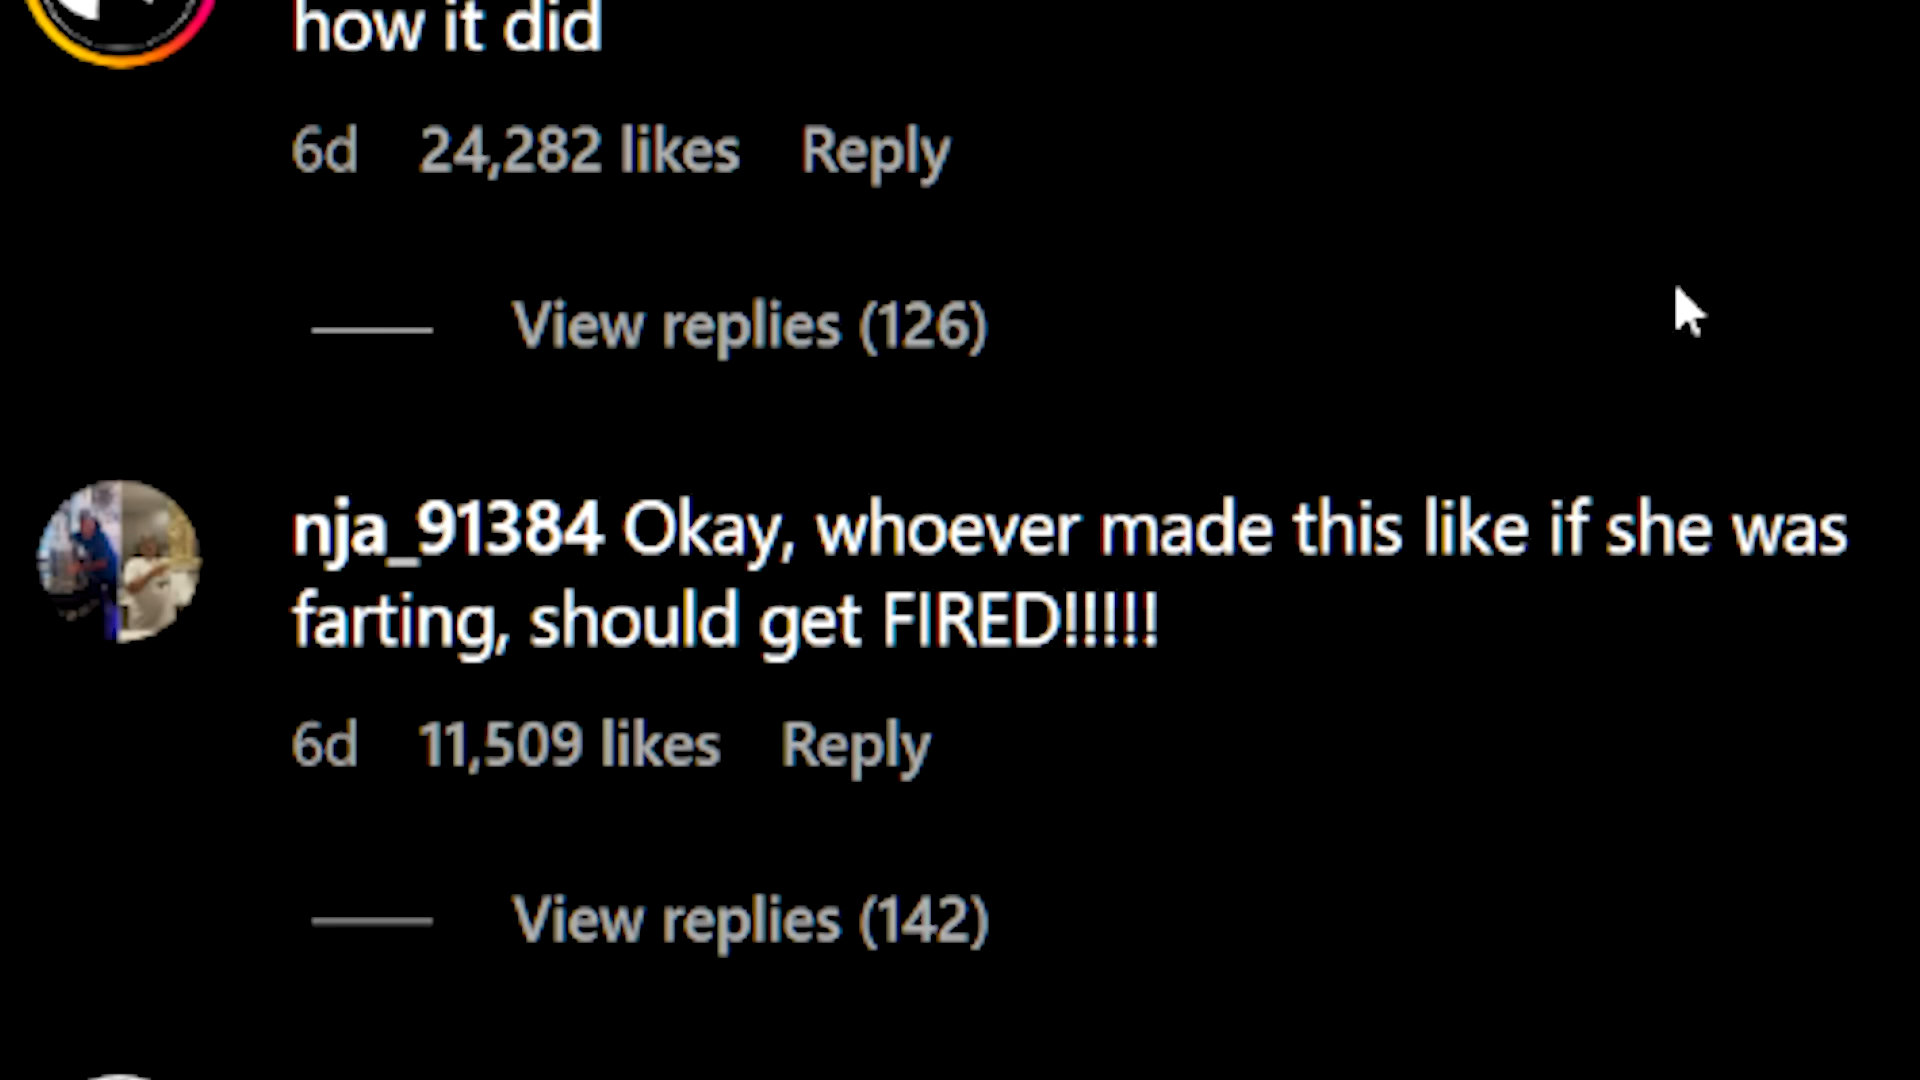 how it did
6d 24,282 likes Reply
View replies (126)
nja_91384 Okay, whoever made this like if she was
farting, should get FIRED!!!!!
6d 11,509 likes Reply
View replies (142)